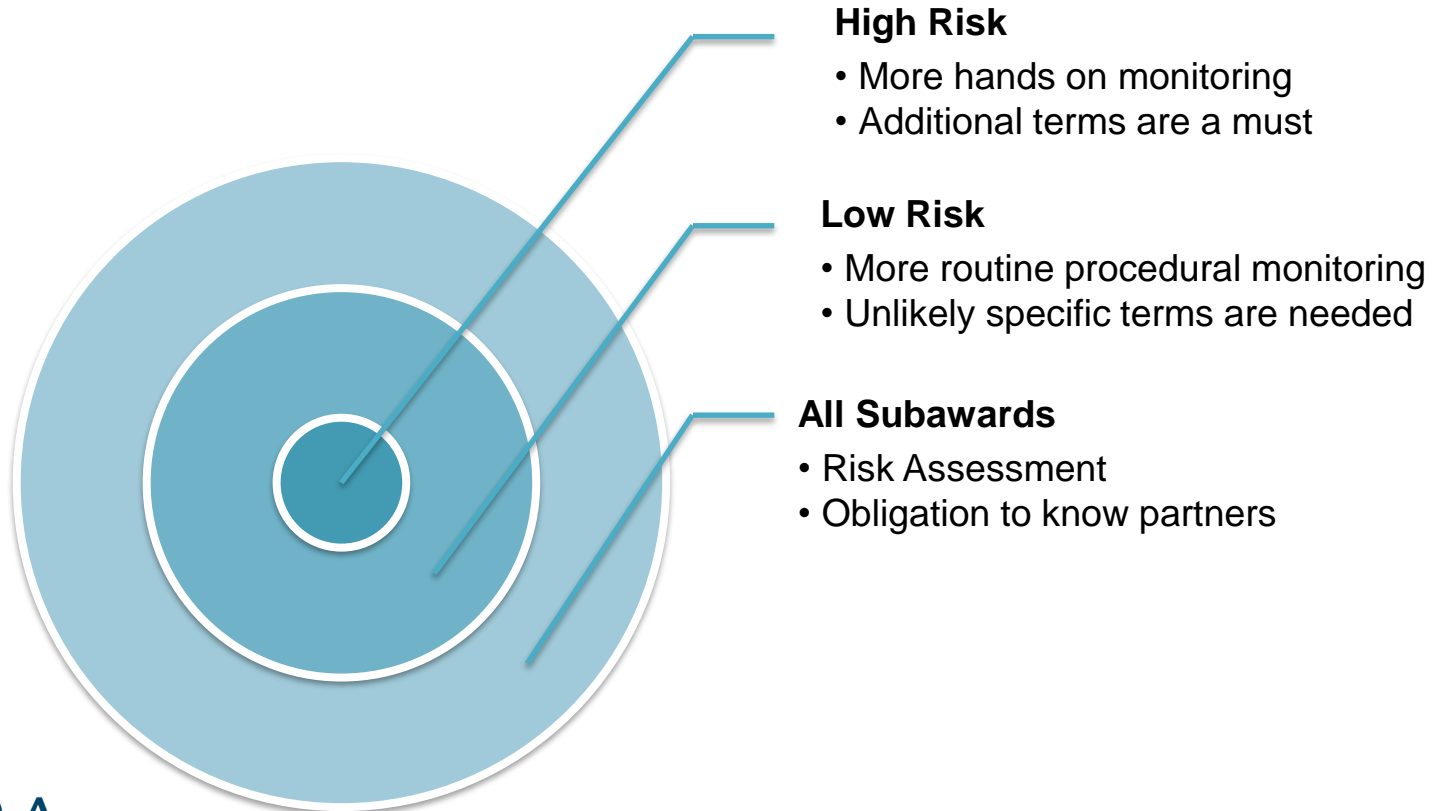 High Risk
• More hands on monitoring
• Additional terms are a must
Low Risk
• More routine procedural monitoring
• Unlikely specific terms are needed
All Subawards
• Risk Assessment
• Obligation to know partners